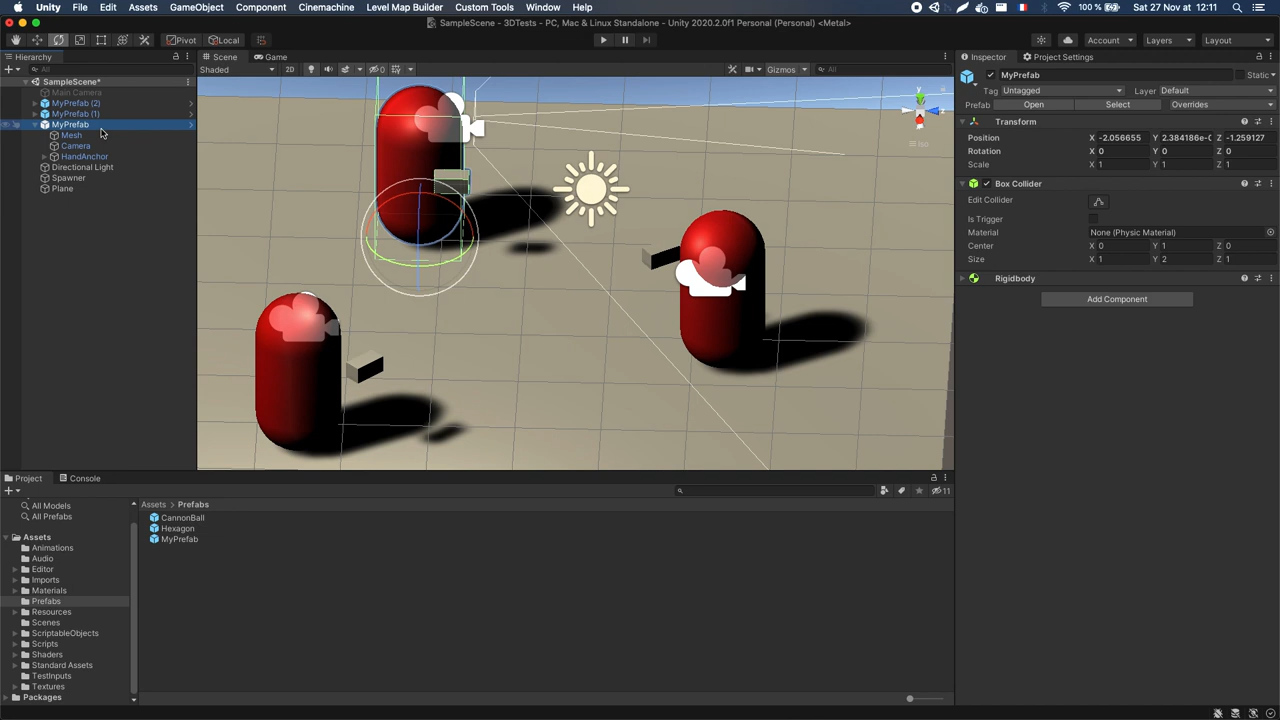 Unity File Edit Assets GameObject Component Cinemachine Level Map Builder Custom Tools Window Help 100 % Sat 27 Nov at 12:11
SampleScene - 3DTests - PC, Mac & Linux Standalone - Unity 2020.2.0f1 Personal (Personal) <Metal>
Pivot Local Account Layers Layout
Hierarchy
All
SampleScene*
Main Camera
MyPrefab (2)
MyPrefab (1)
MyPrefab
Mesh
Camera
HandAnchor
Directional Light
Spawner
Plane
Scene Game
Shaded 2D 0 Gizmos All
y
Iso
Inspector Project Settings
MyPrefab Static
Tag Untagged Layer Default
Prefab Open Select Overrides
Transform
Position X -2.056655 Y 2.384186e-0 Z -1.259127
Rotation X 0 Y 0 Z 0
Scale X 1 Y 1 Z 1
Box Collider
Edit Collider
Is Trigger
Material None (Physic Material)
Center X 0 Y 1 Z 0
Size X 1 Y 2 Z 1
Rigidbody
Add Component
Project Console
11
All Models
All Prefabs
Assets
Animations
Audio
Editor
Imports
Materials
Prefabs
Resources
Scenes
ScriptableObjects
Scripts
Shaders
Standard Assets
TestInputs
Textures
Packages
Assets > Prefabs
CannonBall
Hexagon
MyPrefab